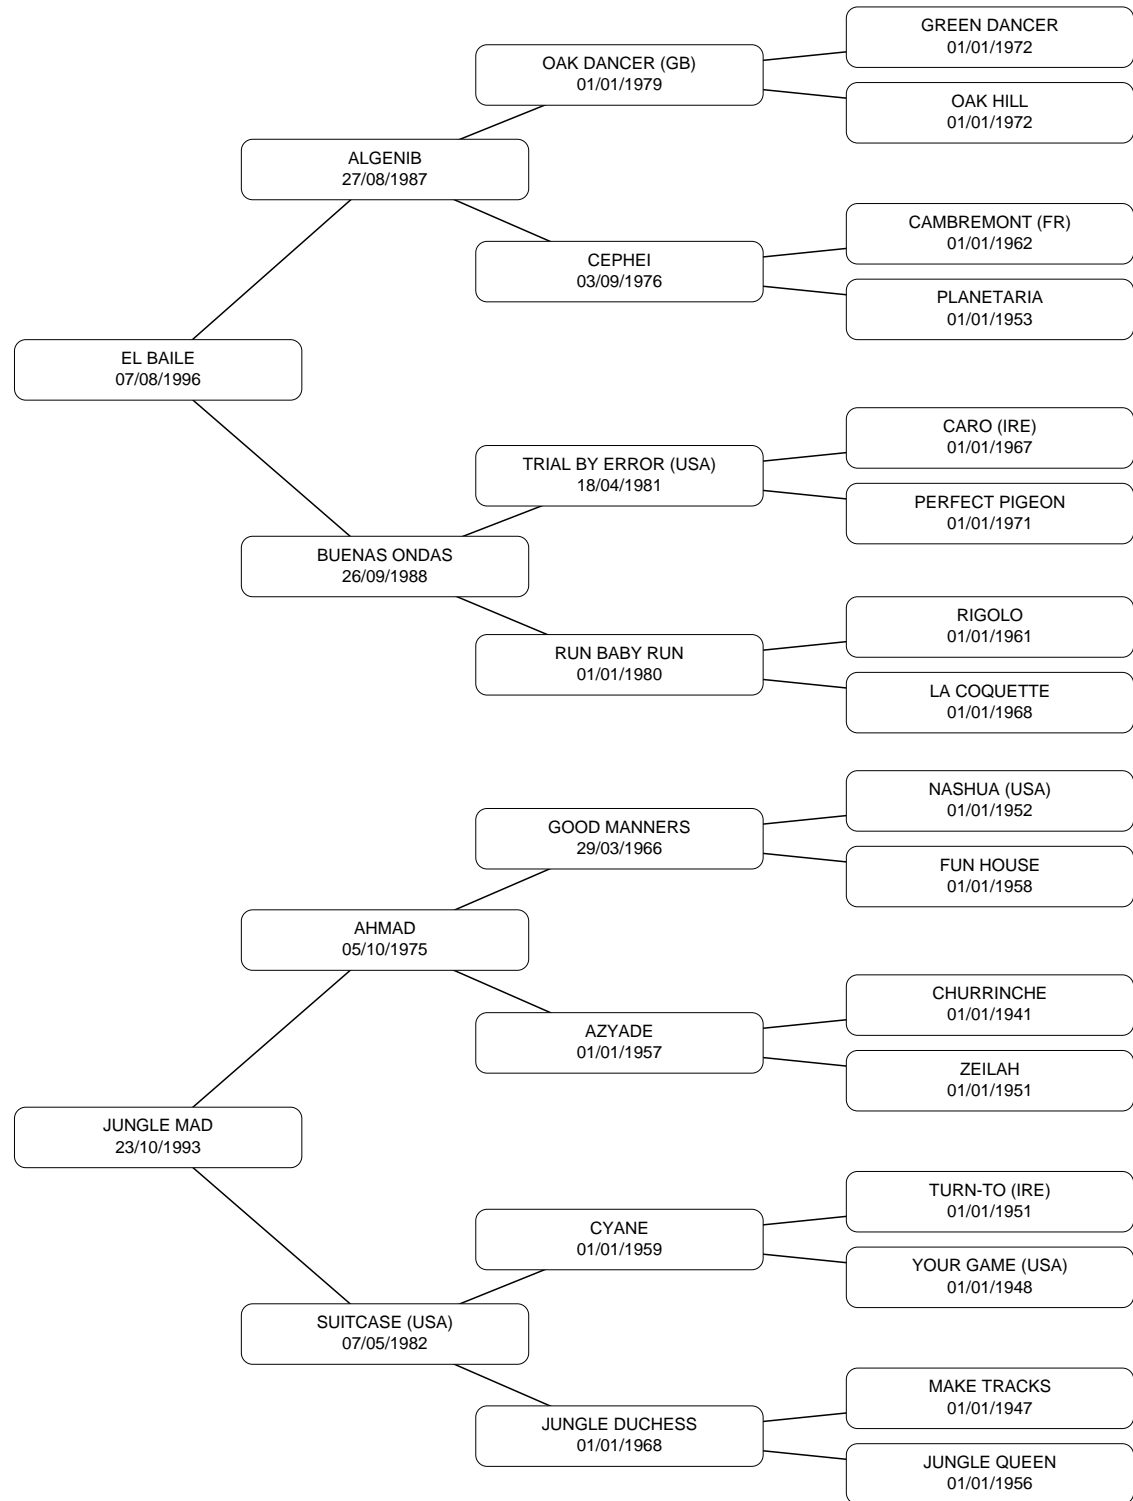 GREEN DANCER
01/01/1972
OAK DANCER (GB)
01/01/1979
OAK HILL
01/01/1972
ALGENIB
27/08/1987
CAMBREMONT (FR)
01/01/1962
CEPHEI
03/09/1976
PLANETARIA
01/01/1953
EL BAILE
07/08/1996
CARO (IRE)
01/01/1967
TRIAL BY ERROR (USA)
18/04/1981
PERFECT PIGEON
01/01/1971
BUENAS ONDAS
26/09/1988
RIGOLO
01/01/1961
RUN BABY RUN
01/01/1980
LA COQUETTE
01/01/1968
NASHUA (USA)
01/01/1952
GOOD MANNERS
29/03/1966
FUN HOUSE
01/01/1958
AHMAD
05/10/1975
CHURRINCHE
01/01/1941
AZYADE
01/01/1957
ZEILAH
01/01/1951
JUNGLE MAD
23/10/1993
TURN-TO (IRE)
01/01/1951
CYANE
01/01/1959
YOUR GAME (USA)
01/01/1948
SUITCASE (USA)
07/05/1982
MAKE TRACKS
01/01/1947
JUNGLE DUCHESS
01/01/1968
JUNGLE QUEEN
01/01/1956